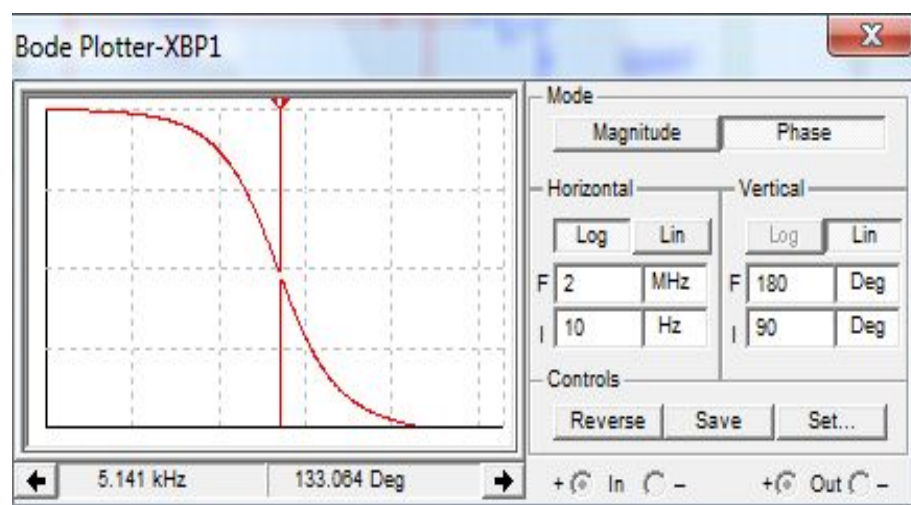 Bode Plotter-XBP1
X
Mode
Magnitude Phase
Horizontal Vertical
Log Lin Log Lin
F 2 MHz F 180 Deg
I 10 Hz I 90 Deg
Controls
Reverse Save Set...
5.141 kHz 133.064 Deg
+ In - + Out -